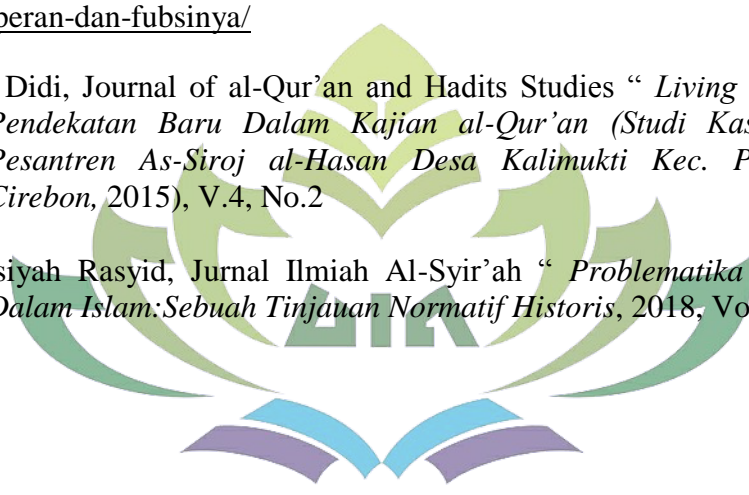 peran-dan-fubsinya/
Didi, Journal of al-Qur’an and Hadits Studies “ Living
Pendekatan Baru Dalam Kajian al-Qur’an (Studi Kas
Pesantren As-Siroj al-Hasan Desa Kalimukti Kec. P
Cirebon, 2015), V.4, No.2
siyah Rasyid, Jurnal Ilmiah Al-Syir’ah “ Problematika
Dalam Islam:Sebuah Tinjauan Normatif Historis, 2018, Vo
UIN